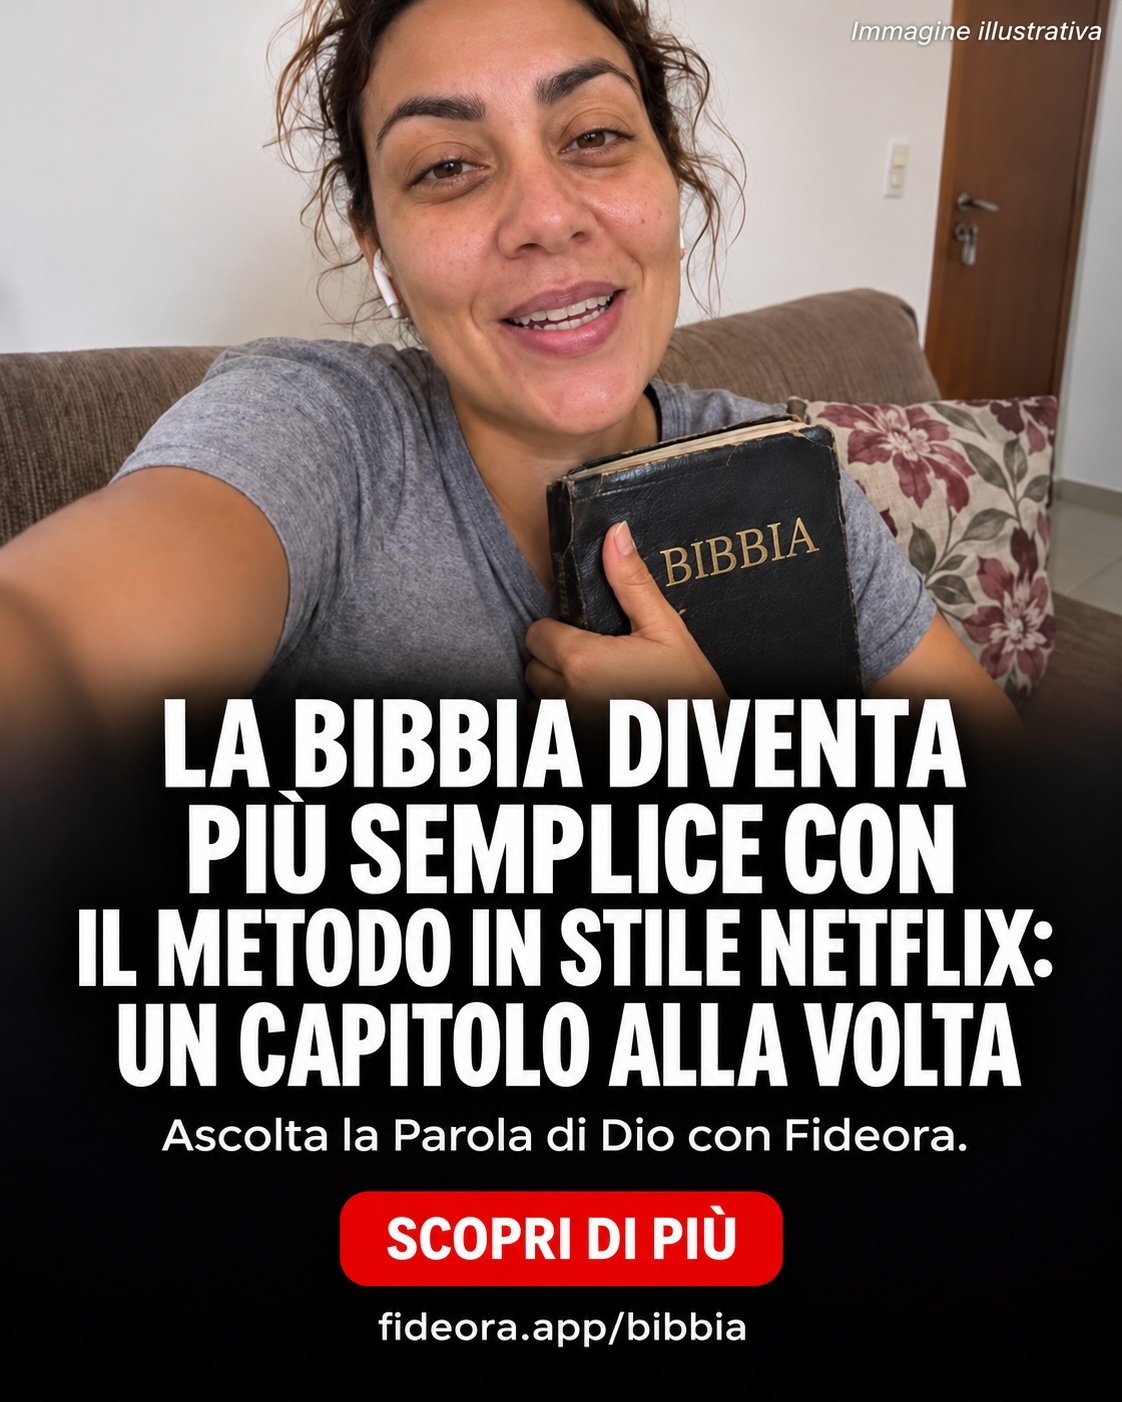 Immagine illustrativa
BIBBIA
LA BIBBIA DIVENTA
PIÙ SEMPLICE CON
IL METODO IN STILE NETFLIX:
UN CAPITOLO ALLA VOLTA
Ascolta la Parola di Dio con Fideora.
SCOPRI DI PIÙ
fideora.app/bibbia